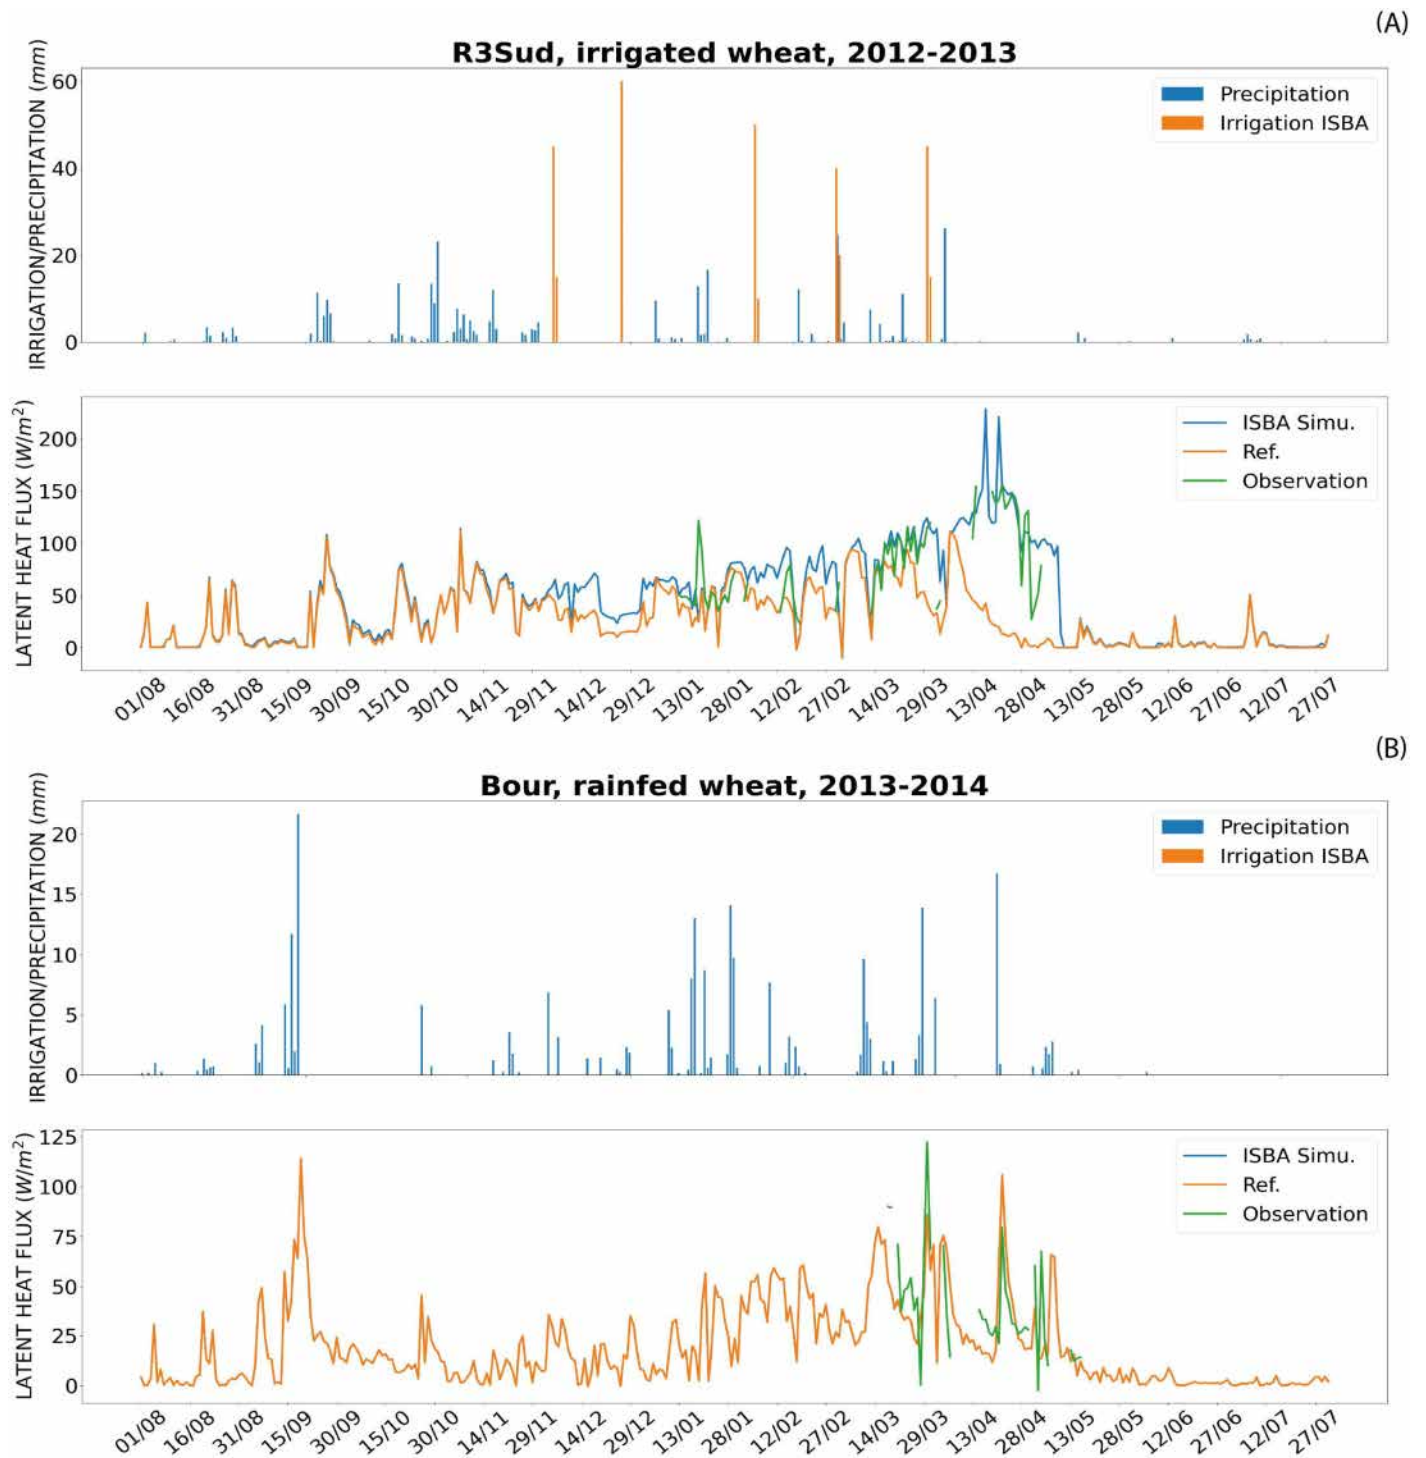 (A)
R3Sud, irrigated wheat, 2012-2013
IRRIGATION/PRECIPITATION (mm)
60
40
20
0
Precipitation
Irrigation ISBA
LATENT HEAT FLUX (W/m²)
200
150
100
50
0
ISBA Simu.
Ref.
Observation
01/08 16/08 31/08 15/09 30/09 15/10 30/10 14/11 29/11 14/12 29/12 13/01 28/01 12/02 27/02 14/03 29/03 13/04 28/04 13/05 28/05 12/06 27/06 12/07 27/07
(B)
Bour, rainfed wheat, 2013-2014
IRRIGATION/PRECIPITATION (mm)
20
15
10
5
0
Precipitation
Irrigation ISBA
LATENT HEAT FLUX (W/m²)
125
100
75
50
25
0
ISBA Simu.
Ref.
Observation
01/08 16/08 31/08 15/09 30/09 15/10 30/10 14/11 29/11 14/12 29/12 13/01 28/01 12/02 27/02 14/03 29/03 13/04 28/04 13/05 28/05 12/06 27/06 12/07 27/07